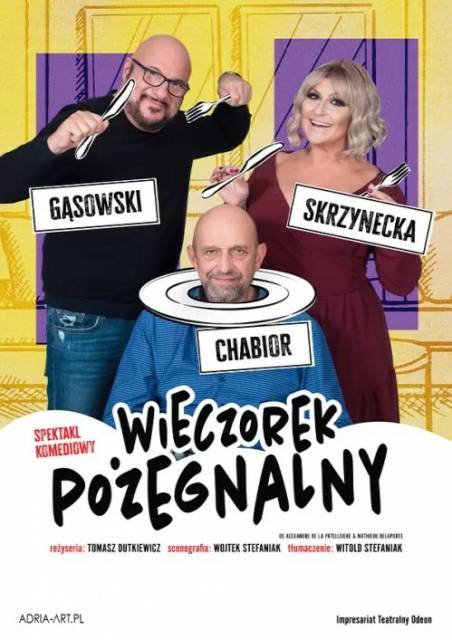 GĄSOWSKI
SKRZYNECKA
CHABIOR
SPEKTAKL
KOMEDIOWY
WIECZOREK
POŻEGNALNY
DE ALEXANDRE DE LA PATELLIERE & MATHIEU DELAPORTE
reżyseria: TOMASZ DUTKIEWICZ scenografia: WOJTEK STEFANIAK tłumaczenie: WITOLD STEFANIAK
ADRIA-ART.PL
Impresariat Teatralny Odeon